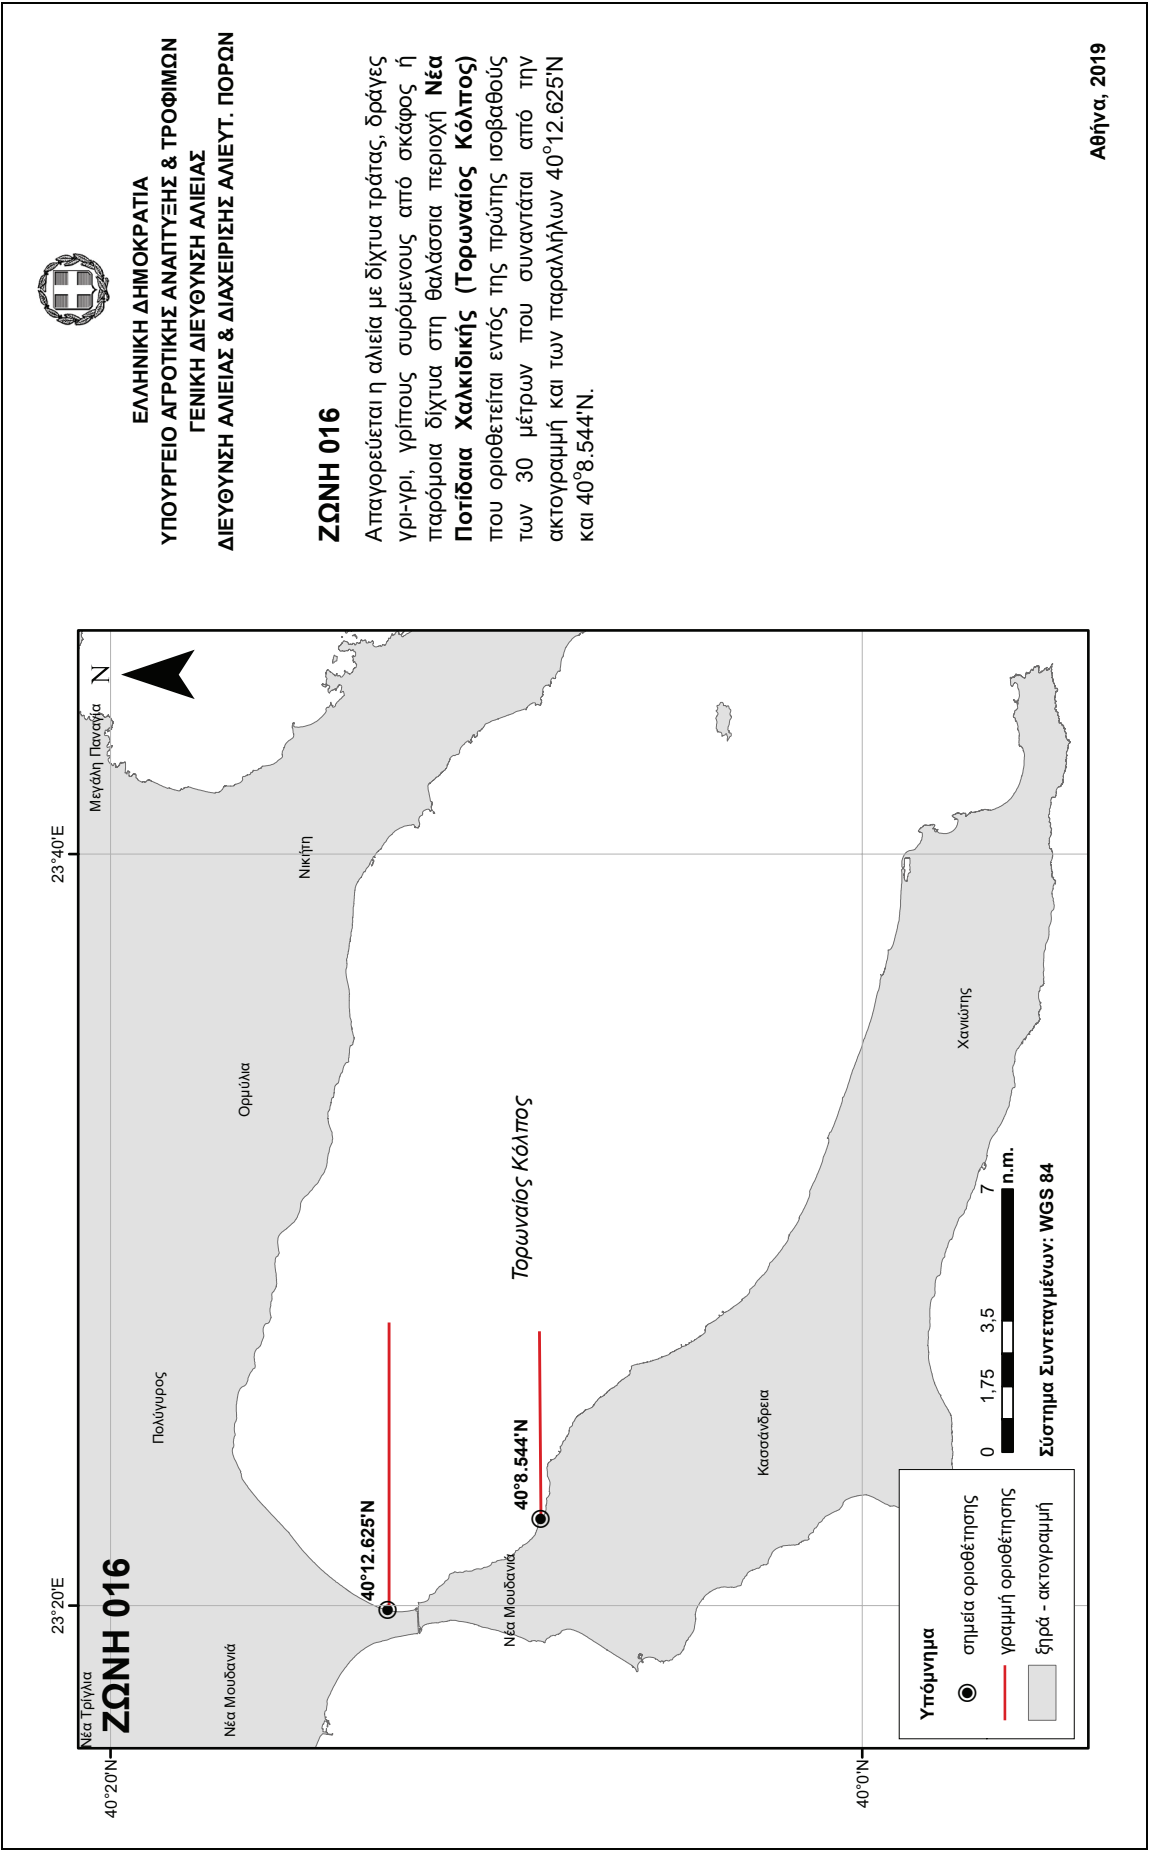 ΕΛΛΗΝΙΚΗ ΔΗΜΟΚΡΑΤΙΑ
ΥΠΟΥΡΓΕΙΟ ΑΓΡΟΤΙΚΗΣ ΑΝΑΠΤΥΞΗΣ & ΤΡΟΦΙΜΩΝ
ΓΕΝΙΚΗ ΔΙΕΥΘΥΝΣΗ ΑΛΙΕΙΑΣ
ΔΙΕΥΘΥΝΣΗ ΑΛΙΕΙΑΣ & ΔΙΑΧΕΙΡΙΣΗΣ ΑΛΙΕΥΤ. ΠΟΡΩΝ
ΖΩΝΗ 016
Απαγορεύεται η αλιεία με δίχτυα τράτας, δράγες
γρι-γρι, γρίπους συρόμενους από σκάφος ή
παρόμοια δίχτυα στη θαλάσσια περιοχή Νέα
Ποτίδαια Χαλκιδικής (Τορωναίος Κόλπος)
που οριοθετείται εντός της πρώτης ισοβαθούς
των 30 μέτρων που συναντάται από την
ακτογραμμή και των παραλλήλων 40°12.625'N
και 40°8.544'N.
Αθήνα, 2019
23°20'E
23°40'E
40°20'N
40°0'N
Νέα Τρίγλια
ΖΩΝΗ 016
Μεγάλη Παναγία
N
Πολύγυρος
Νέα Μουδανιά
Ορμύλια
Νικήτη
40°12.625'N
40°8.544'N
Τορωναίος Κόλπος
Νέα Μουδανιά
Κασσάνδρεια
Χανιώτης
Υπόμνημα
σημεία οριοθέτησης
γραμμή οριοθέτησης
ξηρά - ακτογραμμή
0 1,75 3,5 7
n.m.
Σύστημα Συντεταγμένων: WGS 84